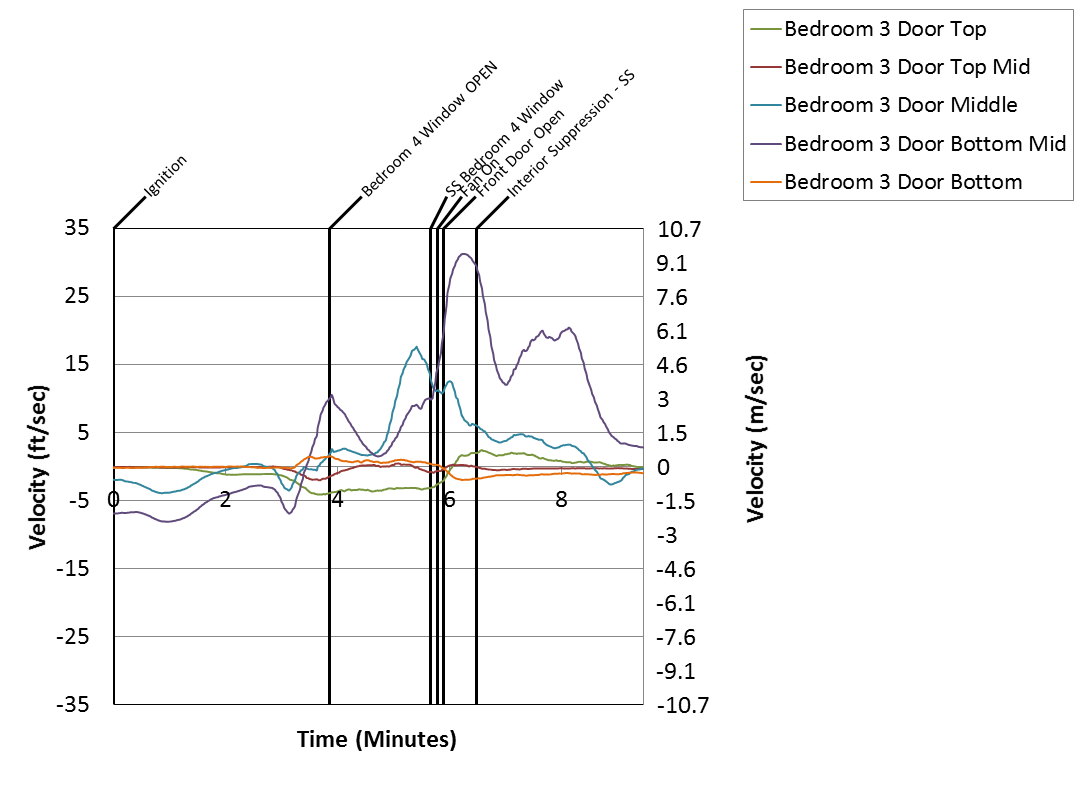 Bedroom 3 Door Top
Bedroom 3 Door Top Mid
Bedroom 3 Door Middle
Bedroom 3 Door Bottom Mid
Bedroom 3 Door Bottom
Ignition
Bedroom 4 Window OPEN
SS Bedroom 4 Window
Fan On
Front Door Open
Interior Suppression - SS
Velocity (ft/sec)
35
25
15
5
-5
-15
-25
-35
0
2
4
6
8
10.7
9.1
7.6
6.1
4.6
3
1.5
0
-1.5
-3
-4.6
-6.1
-7.6
-9.1
-10.7
Velocity (m/sec)
Time (Minutes)